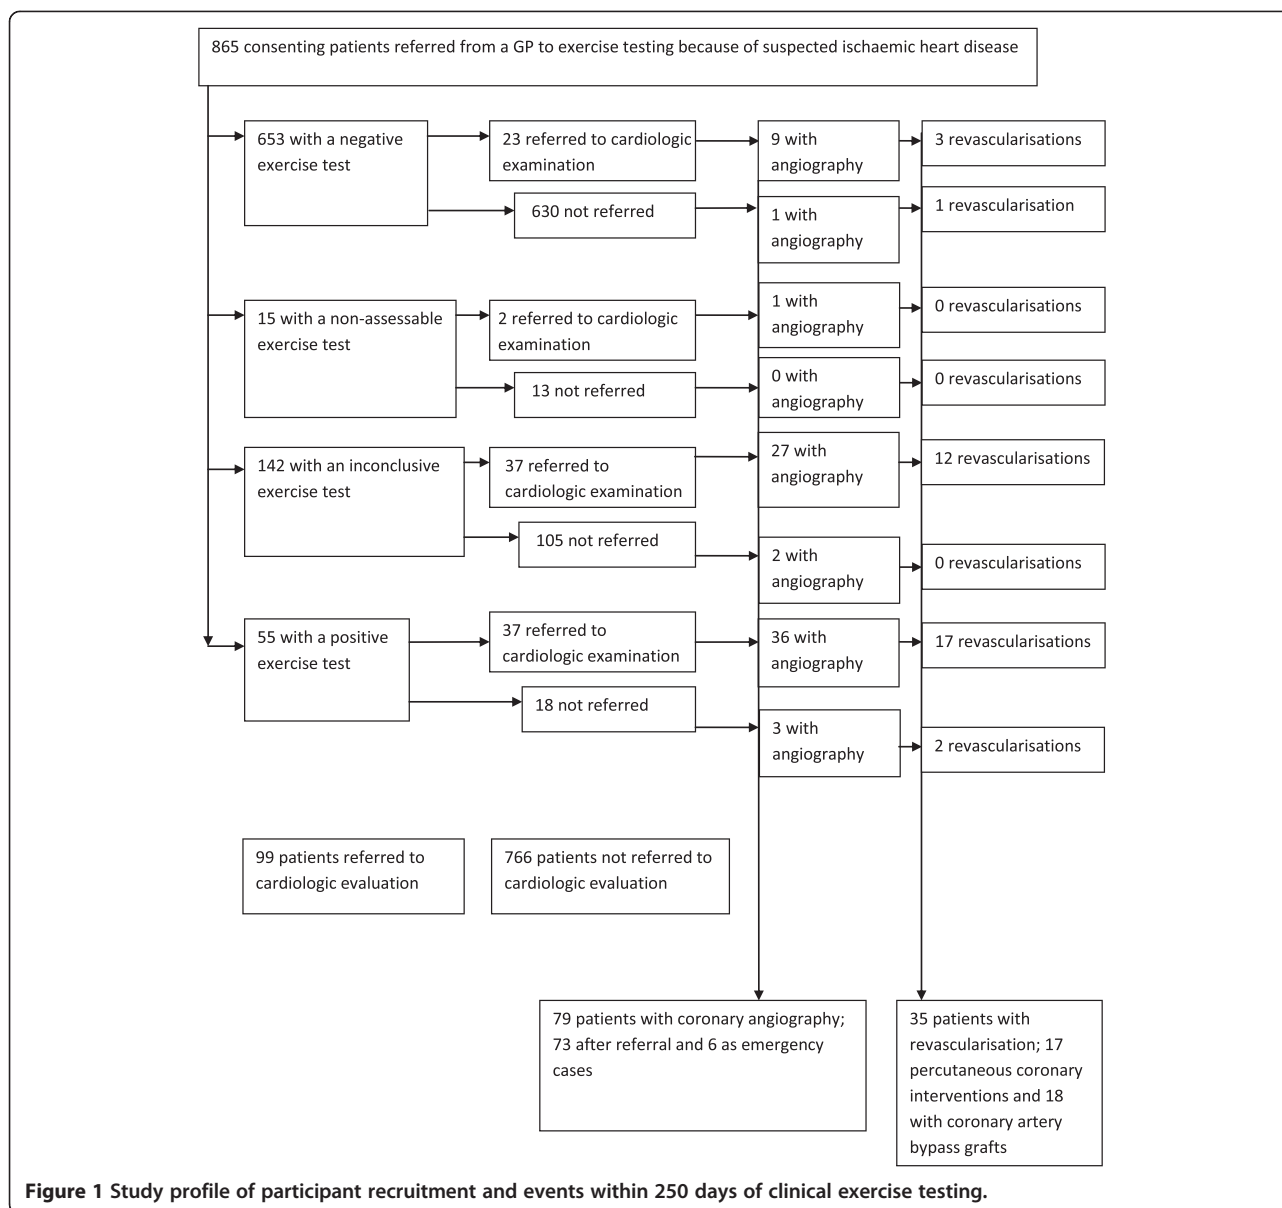 865 consenting patients referred from a GP to exercise testing because of suspected ischaemic heart disease
653 with a negative
exercise test
23 referred to cardiologic
examination
9 with
angiography
3 revascularisations
630 not referred
1 with
angiography
1 revascularisation
15 with a non-assessable
exercise test
2 referred to cardiologic
examination
1 with
angiography
0 revascularisations
13 not referred
0 with
angiography
0 revascularisations
142 with an inconclusive
exercise test
37 referred to
cardiologic examination
27 with
angiography
12 revascularisations
105 not referred
2 with
angiography
0 revascularisations
55 with a positive
exercise test
37 referred to
cardiologic examination
36 with
angiography
17 revascularisations
18 not referred
3 with
angiography
2 revascularisations
99 patients referred to
cardiologic evaluation
766 patients not referred to
cardiologic evaluation
79 patients with coronary angiography;
73 after referral and 6 as emergency
cases
35 patients with
revascularisation; 17
percutaneous coronary
interventions and 18
with coronary artery
bypass grafts
Figure 1 Study profile of participant recruitment and events within 250 days of clinical exercise testing.